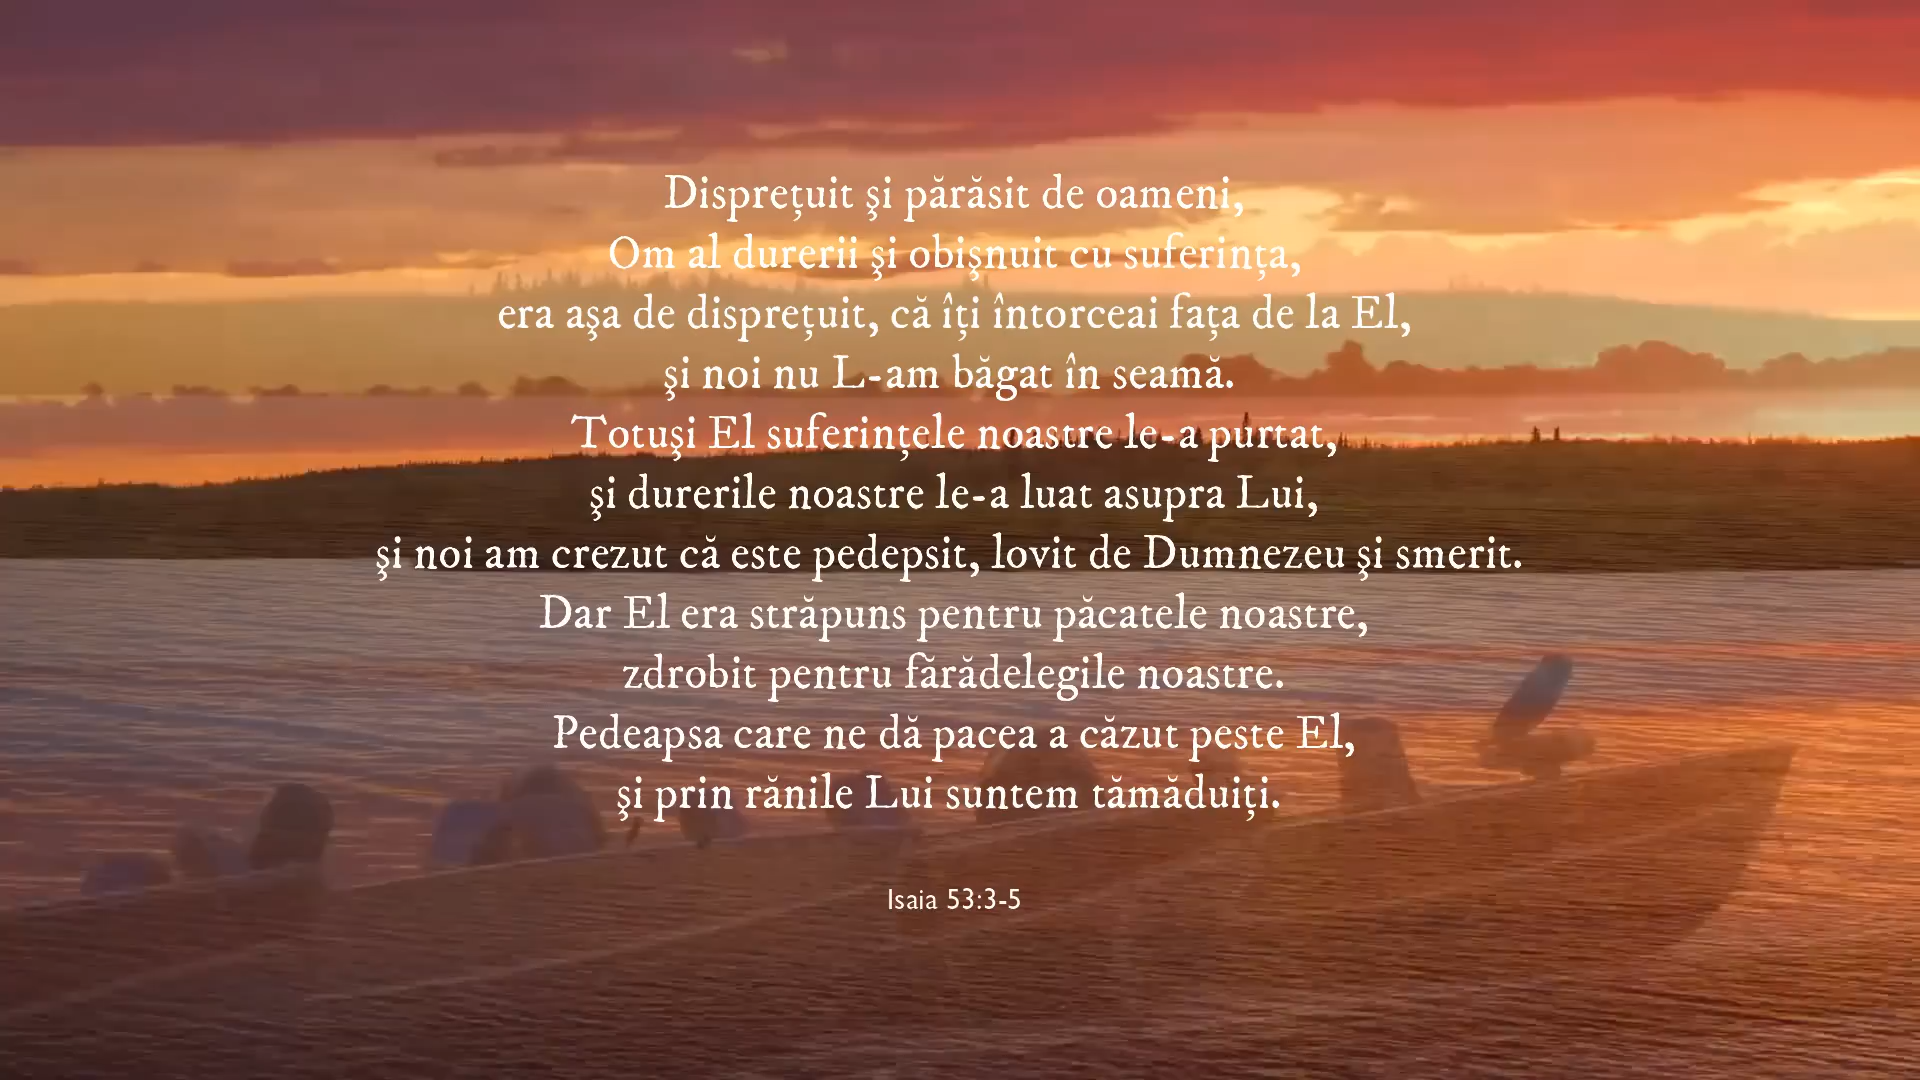 Disprețuit şi părăsit de oameni,
Om al durerii şi obişnuit cu suferința,
era aşa de disprețuit, că îți întorceai fața de la El,
şi noi nu L-am băgat în seamă.
Totuşi El suferințele noastre le-a purtat,
şi durerile noastre le-a luat asupra Lui,
şi noi am crezut că este pedepsit, lovit de Dumnezeu şi smerit.
Dar El era străpuns pentru păcatele noastre,
zdrobit pentru fărădelegile noastre.
Pedeapsa care ne dă pacea a căzut peste El,
şi prin rănile Lui suntem tămăduiți.
Isaia 53:3-5